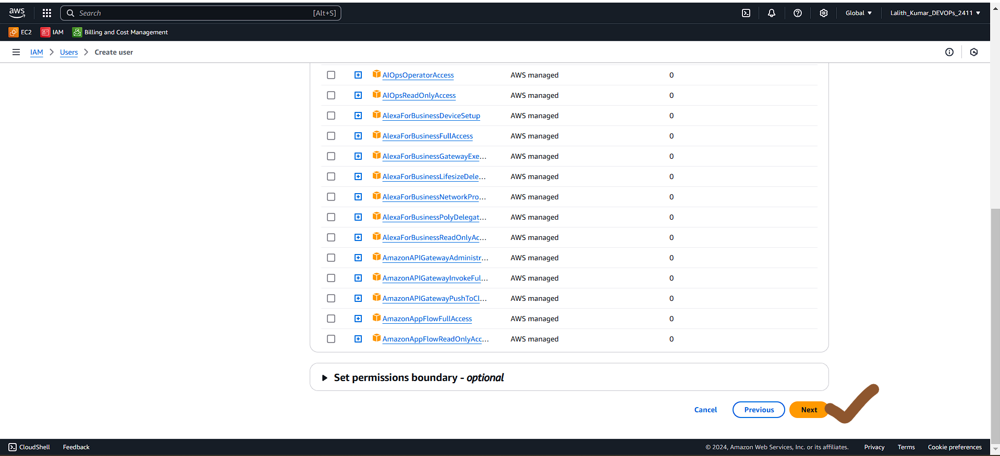 aws Search [Alt+S] Global Lalith_Kumar_DEVOPs_2411
EC2 IAM Billing and Cost Management
IAM Users Create user
AIOpsOperatorAccess AWS managed 0
AIOpsReadOnlyAccess AWS managed 0
AlexaForBusinessDeviceSetup AWS managed 0
AlexaForBusinessFullAccess AWS managed 0
AlexaForBusinessGatewayExe... AWS managed 0
AlexaForBusinessLifesizeDele... AWS managed 0
AlexaForBusinessNetworkPro... AWS managed 0
AlexaForBusinessPolyDelegat... AWS managed 0
AlexaForBusinessReadOnlyAc... AWS managed 0
AmazonAPIGatewayAdministr... AWS managed 0
AmazonAPIGatewayInvokeFul... AWS managed 0
AmazonAPIGatewayPushToCl... AWS managed 0
AmazonAppFlowFullAccess AWS managed 0
AmazonAppFlowReadOnlyAcc... AWS managed 0
Set permissions boundary - optional
Cancel Previous Next
CloudShell Feedback © 2024, Amazon Web Services, Inc. or its affiliates. Privacy Terms Cookie preferences